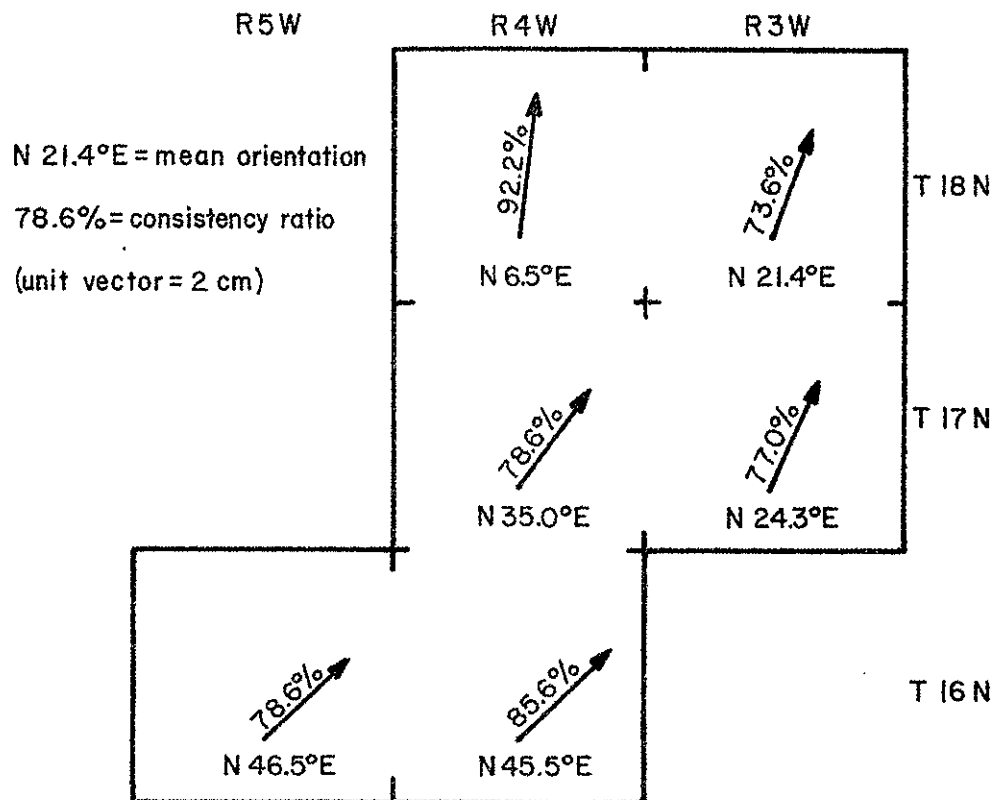 R5W R4W R3W
N 21.4°E = mean orientation
78.6% = consistency ratio
(unit vector = 2 cm)
92.2%
73.6%
T 18 N
N 6.5°E
N 21.4°E
78.6%
77.0%
T 17 N
N 35.0°E
N 24.3°E
78.6%
85.6%
T 16 N
N 46.5°E
N 45.5°E